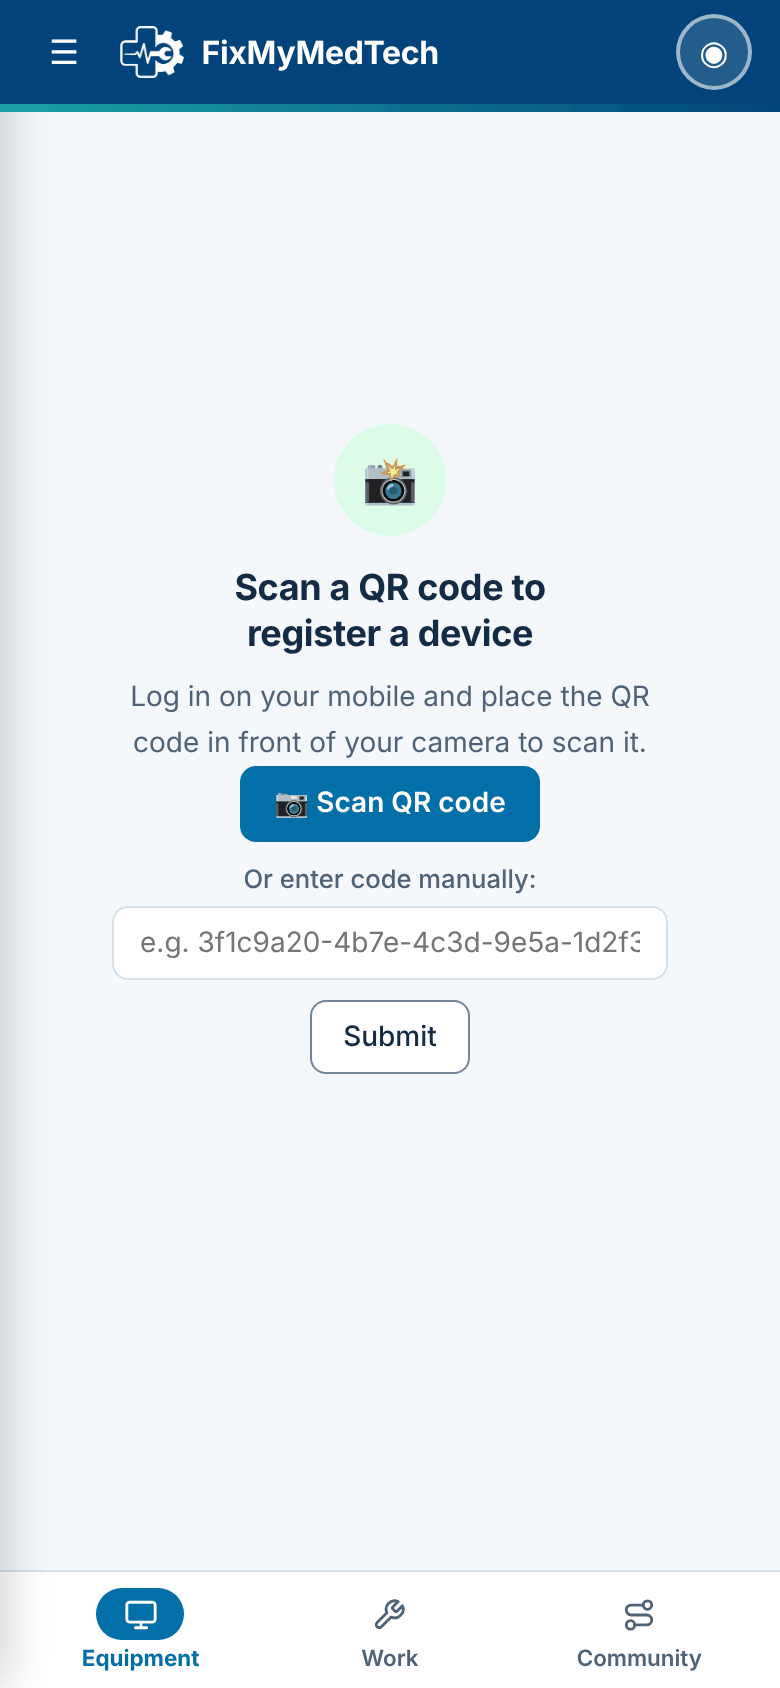 FixMyMedTech
Scan a QR code to
register a device
Log in on your mobile and place the QR
code in front of your camera to scan it.
Scan QR code
Or enter code manually:
e.g. 3f1c9a20-4b7e-4c3d-9e5a-1d2f3
Submit
Equipment
Work
Community